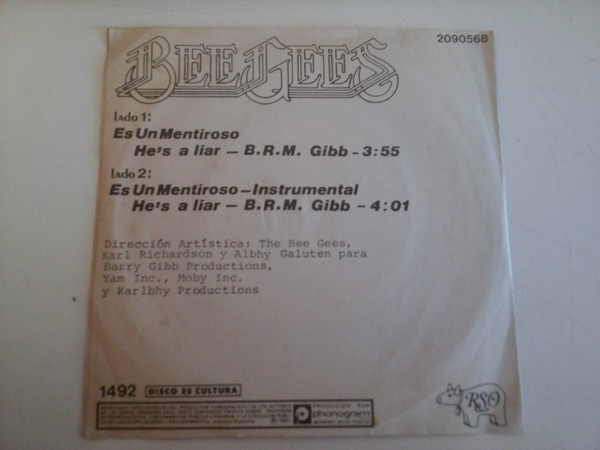 2090568
BEE GEES
Lado 1:
Es Un Mentiroso
He's a liar – B.R.M. Gibb – 3:55
Lado 2:
Es Un Mentiroso – Instrumental
He's a liar – B.R.M. Gibb – 4:01
Dirección Artística: The Bee Gees,
Karl Richardson y Albhy Galuten para
Barry Gibb Productions,
Yam Inc., Moby Inc.
y Karlbhy Productions
1492 DISCO ES CULTURA
PRODUCIDO POR
phonogram
RSO